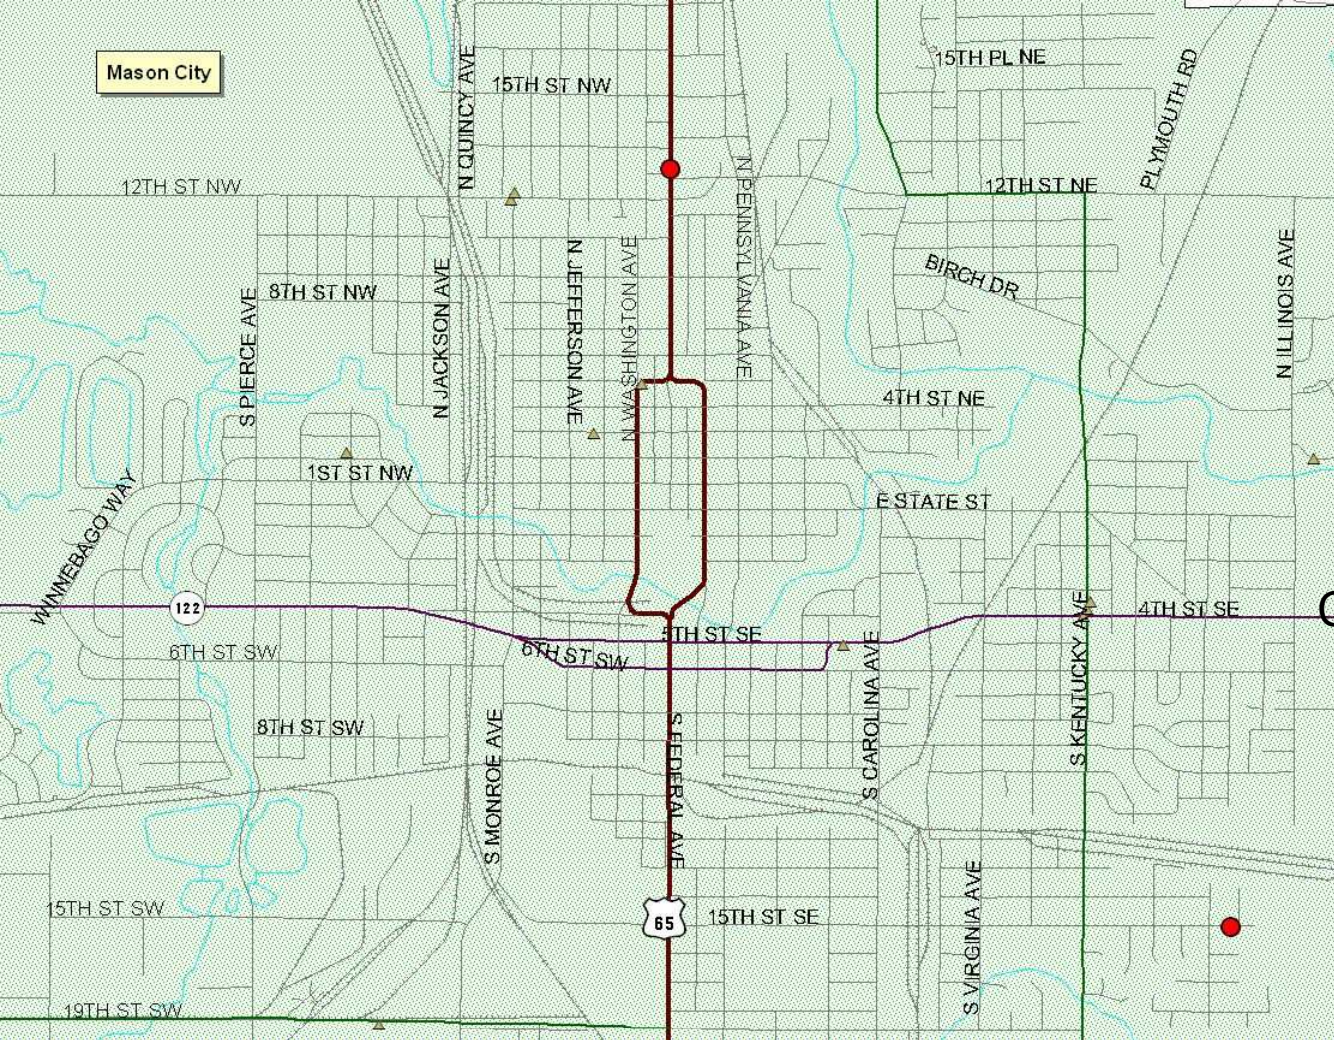 15TH PL NE
Mason City
15TH ST NW
N QUINCY AVE
PLYMOUTH RD
12TH ST NW
12TH ST NE
N PENNSYLVANIA AVE
BIRCH DR
N ILLINOIS AVE
N JEFFERSON AVE
N WASHINGTON AVE
8TH ST NW
N JACKSON AVE
S PIERCE AVE
4TH ST NE
1ST ST NW
E STATE ST
WINNEBAGO WAY
122
4TH ST SE
5TH ST SE
6TH ST SW
6TH ST SW
S CAROLINA AVE
S KENTUCKY AVE
8TH ST SW
S MONROE AVE
S FEDERAL AVE
15TH ST SW
65
15TH ST SE
S VIRGINIA AVE
19TH ST SW